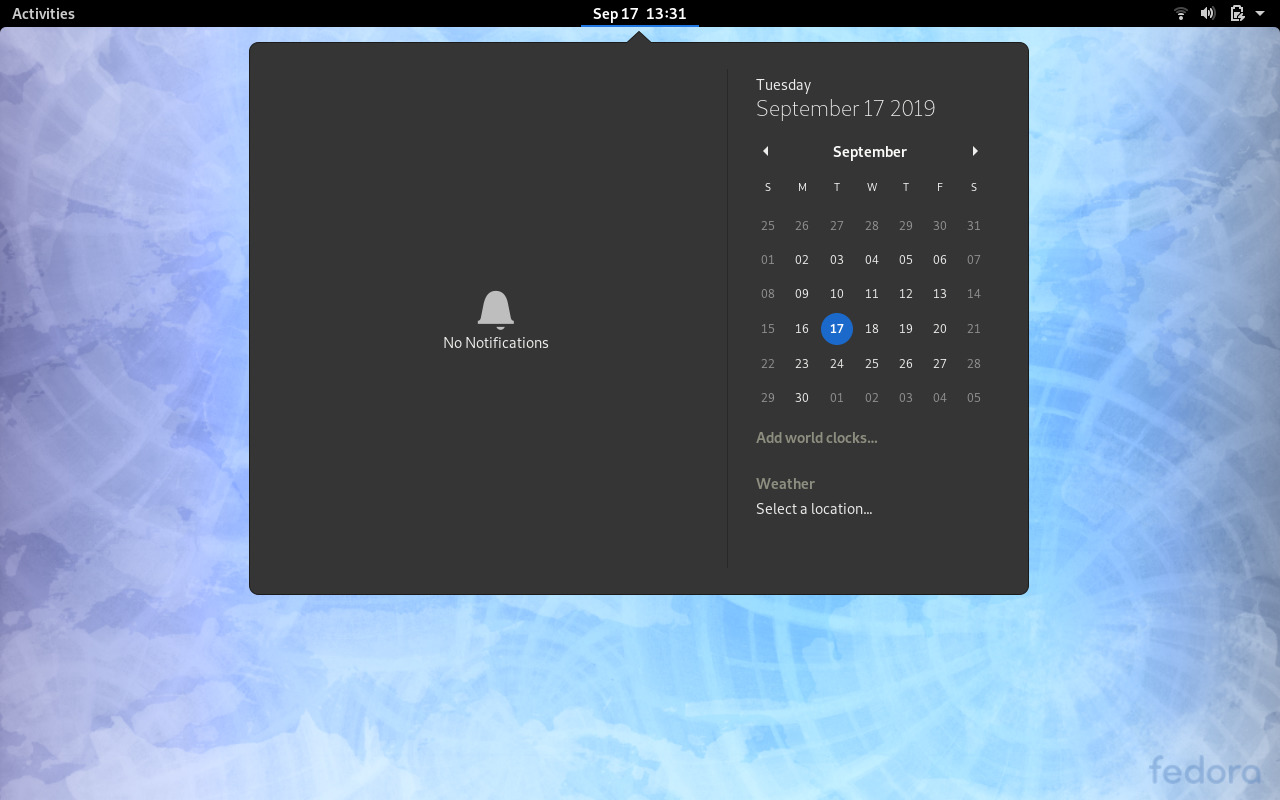 Activities
Sep 17 13:31
Tuesday
September 17 2019
September
S M T W T F S
25 26 27 28 29 30 31
01 02 03 04 05 06 07
08 09 10 11 12 13 14
15 16 17 18 19 20 21
22 23 24 25 26 27 28
29 30 01 02 03 04 05
No Notifications
Add world clocks...
Weather
Select a location...
fedora